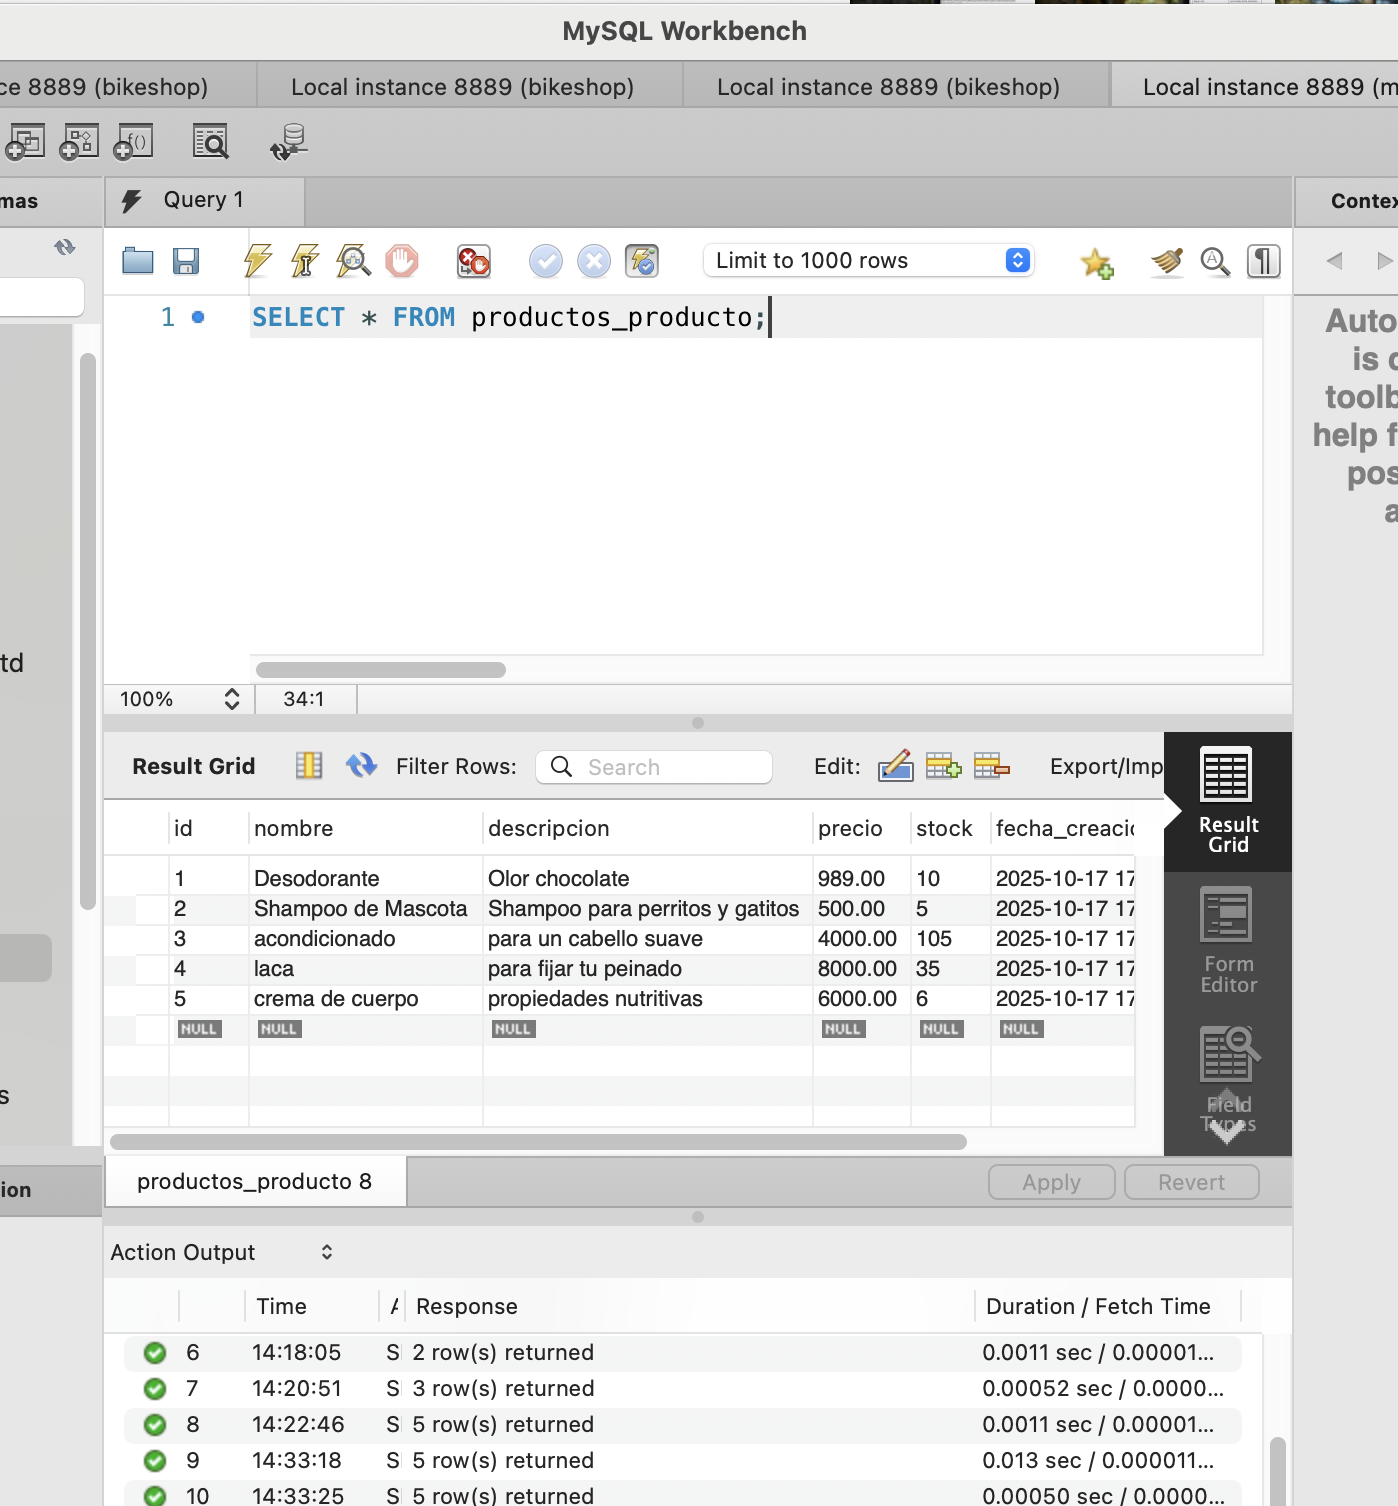 MySQL Workbench
ce 8889 (bikeshop) Local instance 8889 (bikeshop) Local instance 8889 (bikeshop) Local instance 8889 (m
mas Query 1 Contex
Limit to 1000 rows
1 SELECT * FROM productos_producto;
Auto
is d
toolb
help f
pos
a
td
100% 34:1
Result Grid Filter Rows: Search Edit: Export/Imp
Result
Grid
id nombre descripcion precio stock fecha_creacio
1 Desodorante Olor chocolate 989.00 10 2025-10-17 17
2 Shampoo de Mascota Shampoo para perritos y gatitos 500.00 5 2025-10-17 17
3 acondicionado para un cabello suave 4000.00 105 2025-10-17 17
4 laca para fijar tu peinado 8000.00 35 2025-10-17 17
5 crema de cuerpo propiedades nutritivas 6000.00 6 2025-10-17 17
NULL NULL NULL NULL NULL NULL
Form
Editor
Field
Types
s
ion productos_producto 8 Apply Revert
Action Output
Time A Response Duration / Fetch Time
6 14:18:05 S 2 row(s) returned 0.0011 sec / 0.00001...
7 14:20:51 S 3 row(s) returned 0.00052 sec / 0.0000...
8 14:22:46 S 5 row(s) returned 0.0011 sec / 0.00001...
9 14:33:18 S 5 row(s) returned 0.013 sec / 0.000011...
10 14:33:25 S 5 row(s) returned 0.00050 sec / 0.0000...